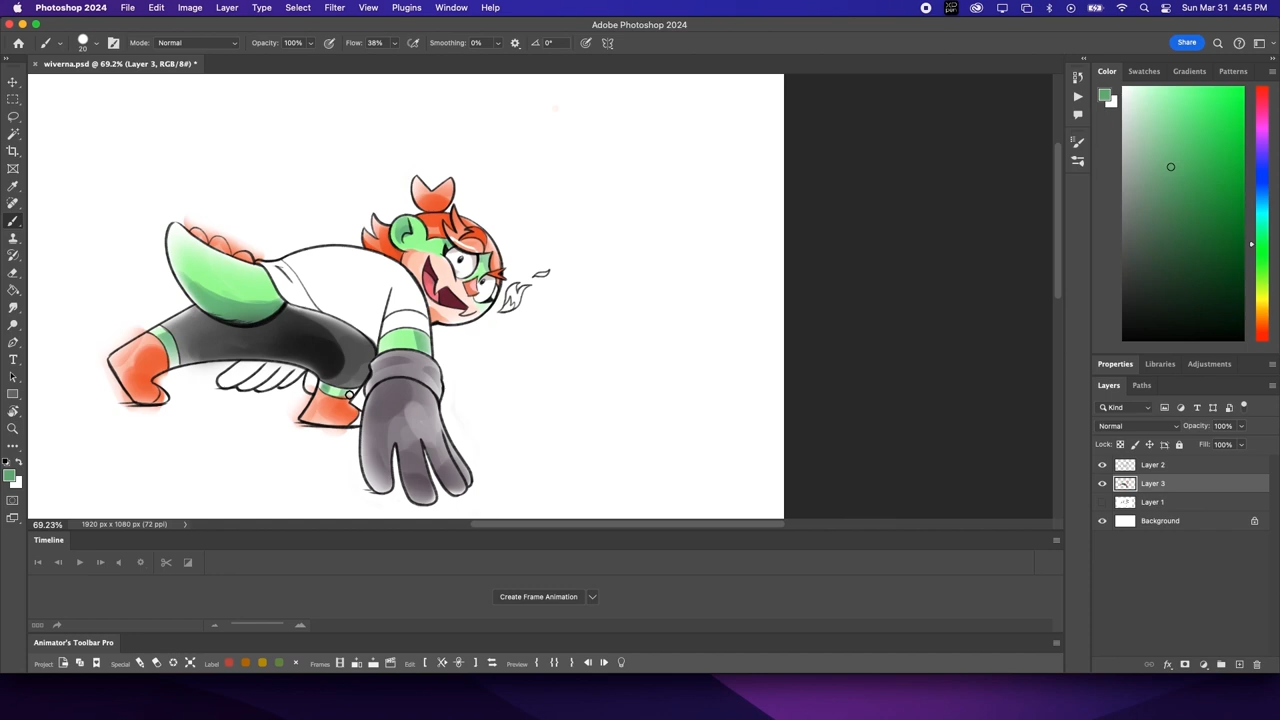 Photoshop 2024 File Edit Image Layer Type Select Filter View Plugins Window Help Sun Mar 31 4:45 PM
Adobe Photoshop 2024
20 Mode: Normal Opacity: 100% Flow: 38% Smoothing: 0% 0° Share
× wiverna.psd @ 69.2% (Layer 3, RGB/8#) *
Color Swatches Gradients Patterns
Properties Libraries Adjustments
Layers Paths
Kind
Normal Opacity: 100%
Lock: Fill: 100%
Layer 2
Layer 3
Layer 1
Background
69.23% 1920 px x 1080 px (72 ppi)
Timeline
Create Frame Animation
Animator's Toolbar Pro
Project Special Label Frames Edit Preview